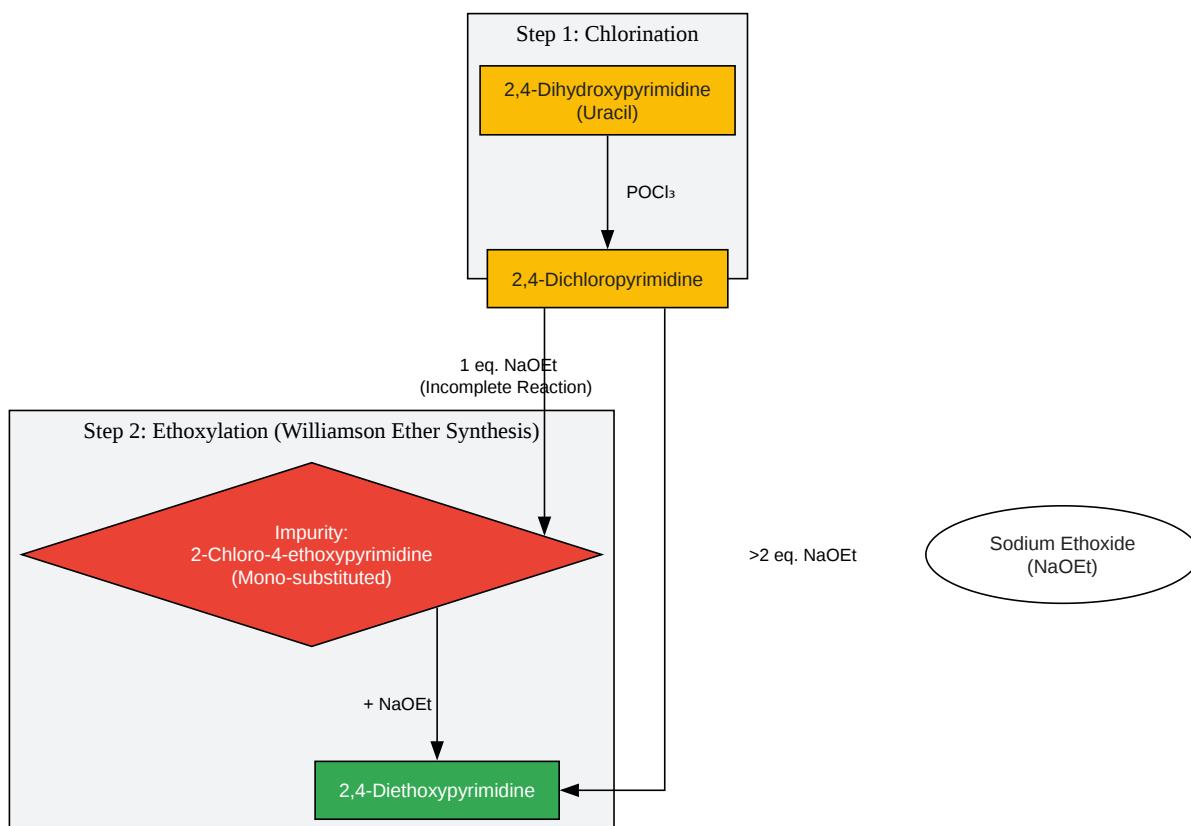 Step 1: Chlorination
2,4-Dihydroxypyrimidine
(Uracil)
POCl₃
2,4-Dichloropyrimidine
1 eq. NaOEt
(Incomplete Reaction)
Step 2: Ethoxylation (Williamson Ether Synthesis)
Impurity:
2-Chloro-4-ethoxypyrimidine
(Mono-substituted)
>2 eq. NaOEt
Sodium Ethoxide
(NaOEt)
+ NaOEt
2,4-Diethoxypyrimidine